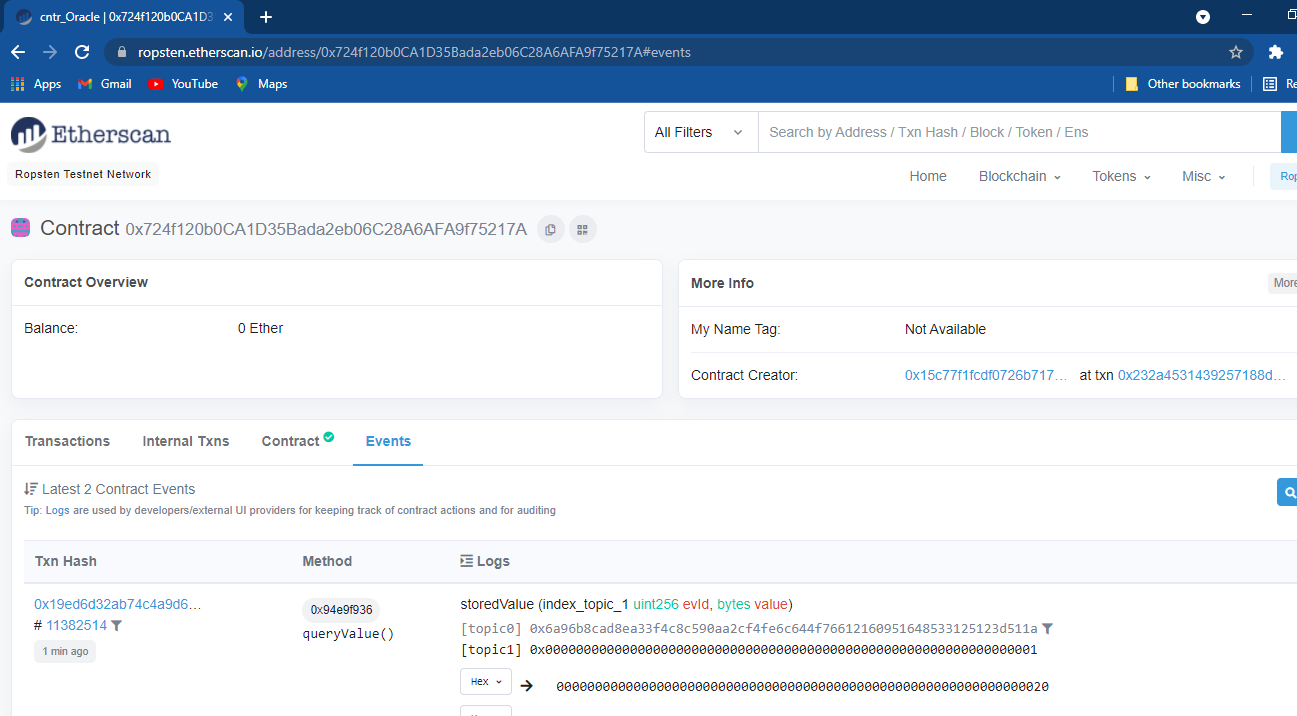 cntr_Oracle | 0x724f120b0CA1D3
ropsten.etherscan.io/address/0x724f120b0CA1D35Bada2eb06C28A6AFA9f75217A#events
Apps Gmail YouTube Maps Other bookmarks Re
Etherscan
All Filters Search by Address / Txn Hash / Block / Token / Ens
Ropsten Testnet Network
Home Blockchain Tokens Misc Rop
Contract 0x724f120b0CA1D35Bada2eb06C28A6AFA9f75217A
Contract Overview
Balance: 0 Ether
More Info More
My Name Tag: Not Available
Contract Creator: 0x15c77f1fcdf0726b717... at txn 0x232a4531439257188d...
Transactions Internal Txns Contract Events
Latest 2 Contract Events
Tip: Logs are used by developers/external UI providers for keeping track of contract actions and for auditing
Txn Hash Method Logs
0x19ed6d32ab74c4a9d6... 0x94e9f936 storedValue (index_topic_1 uint256 evId, bytes value)
# 11382514 queryValue() [topic0] 0x6a96b8cad8ea33f4c8c590aa2cf4fe6c644f76612160951648533125123d511a
1 min ago [topic1] 0x0000000000000000000000000000000000000000000000000000000000000001
Hex 0000000000000000000000000000000000000000000000000000000000000020